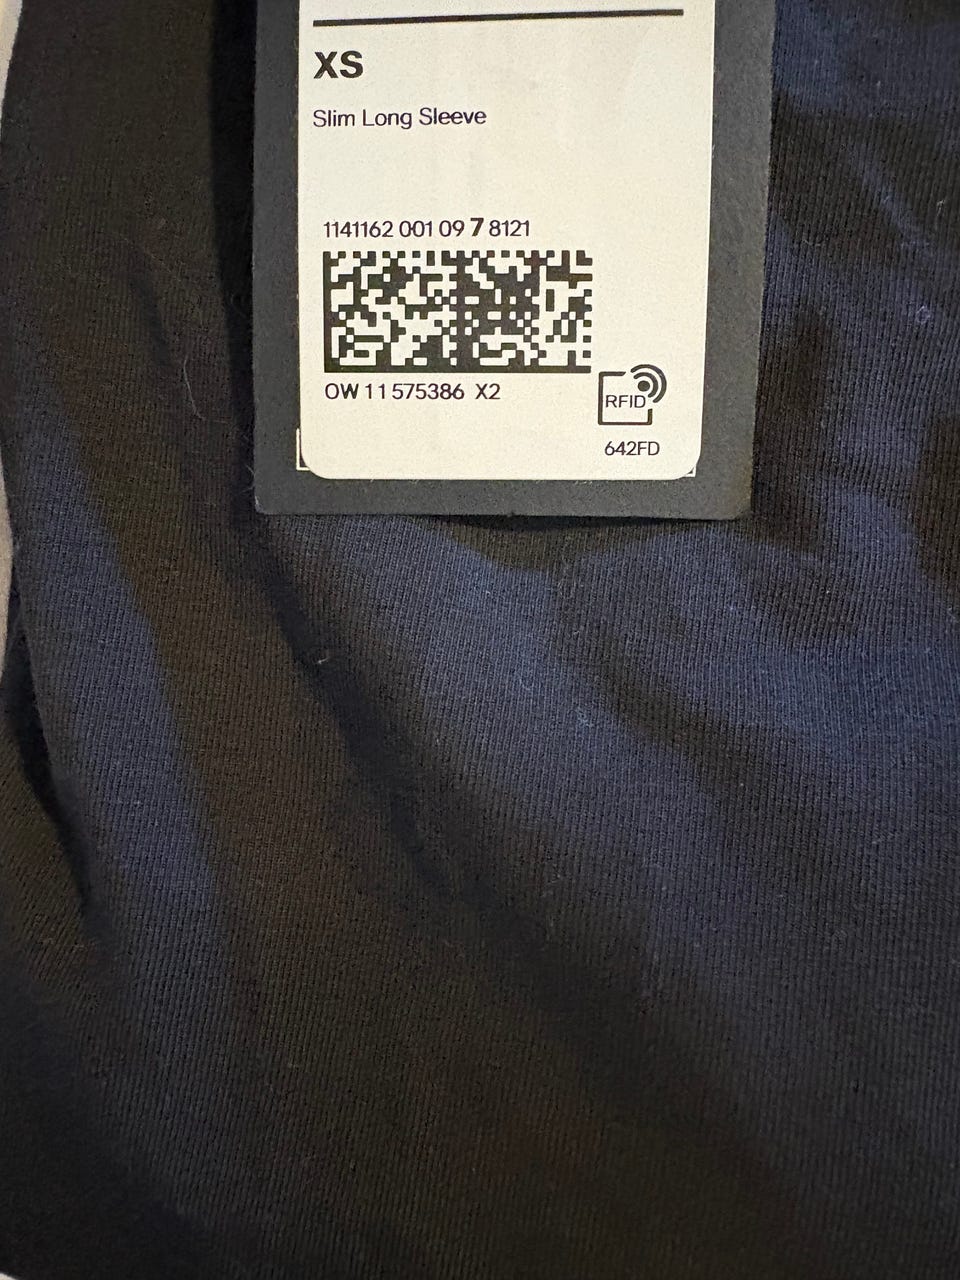 XS
Slim Long Sleeve
1141162 001 09 7 8121
OW 11 575386 X2
RFID
642FD